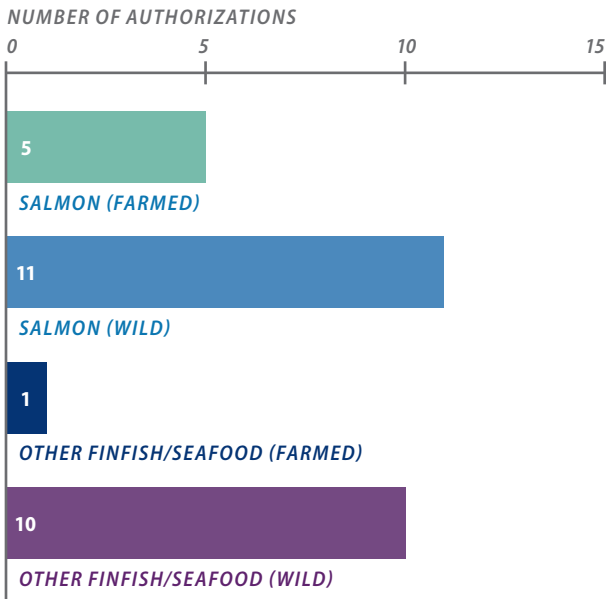 NUMBER OF AUTHORIZATIONS
0 5 10 15
5
SALMON (FARMED)
11
SALMON (WILD)
1
OTHER FINFISH/SEAFOOD (FARMED)
10
OTHER FINFISH/SEAFOOD (WILD)